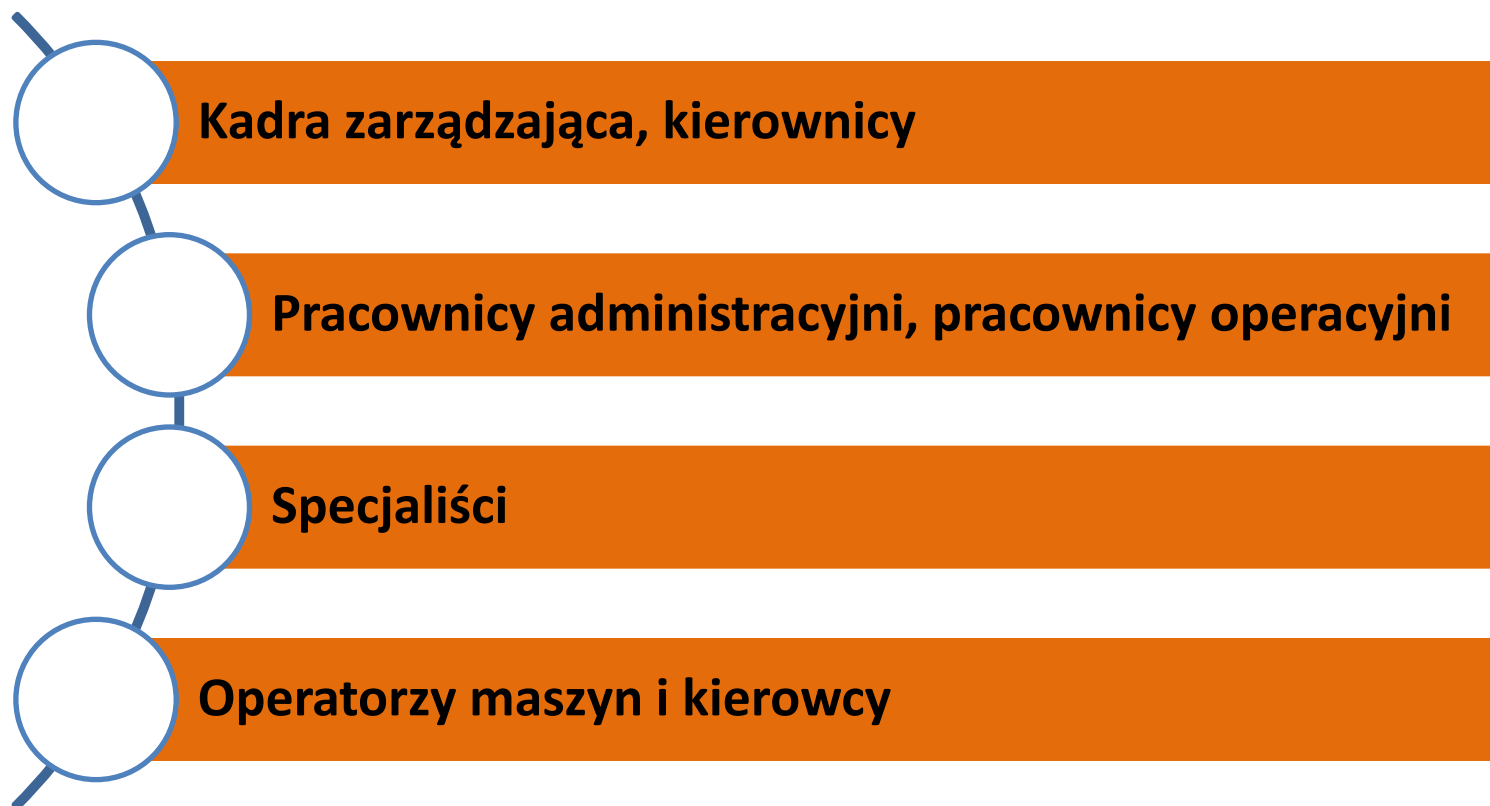 Kadra zarządzająca, kierownicy
Pracownicy administracyjni, pracownicy operacyjni
Specjaliści
Operatorzy maszyn i kierowcy